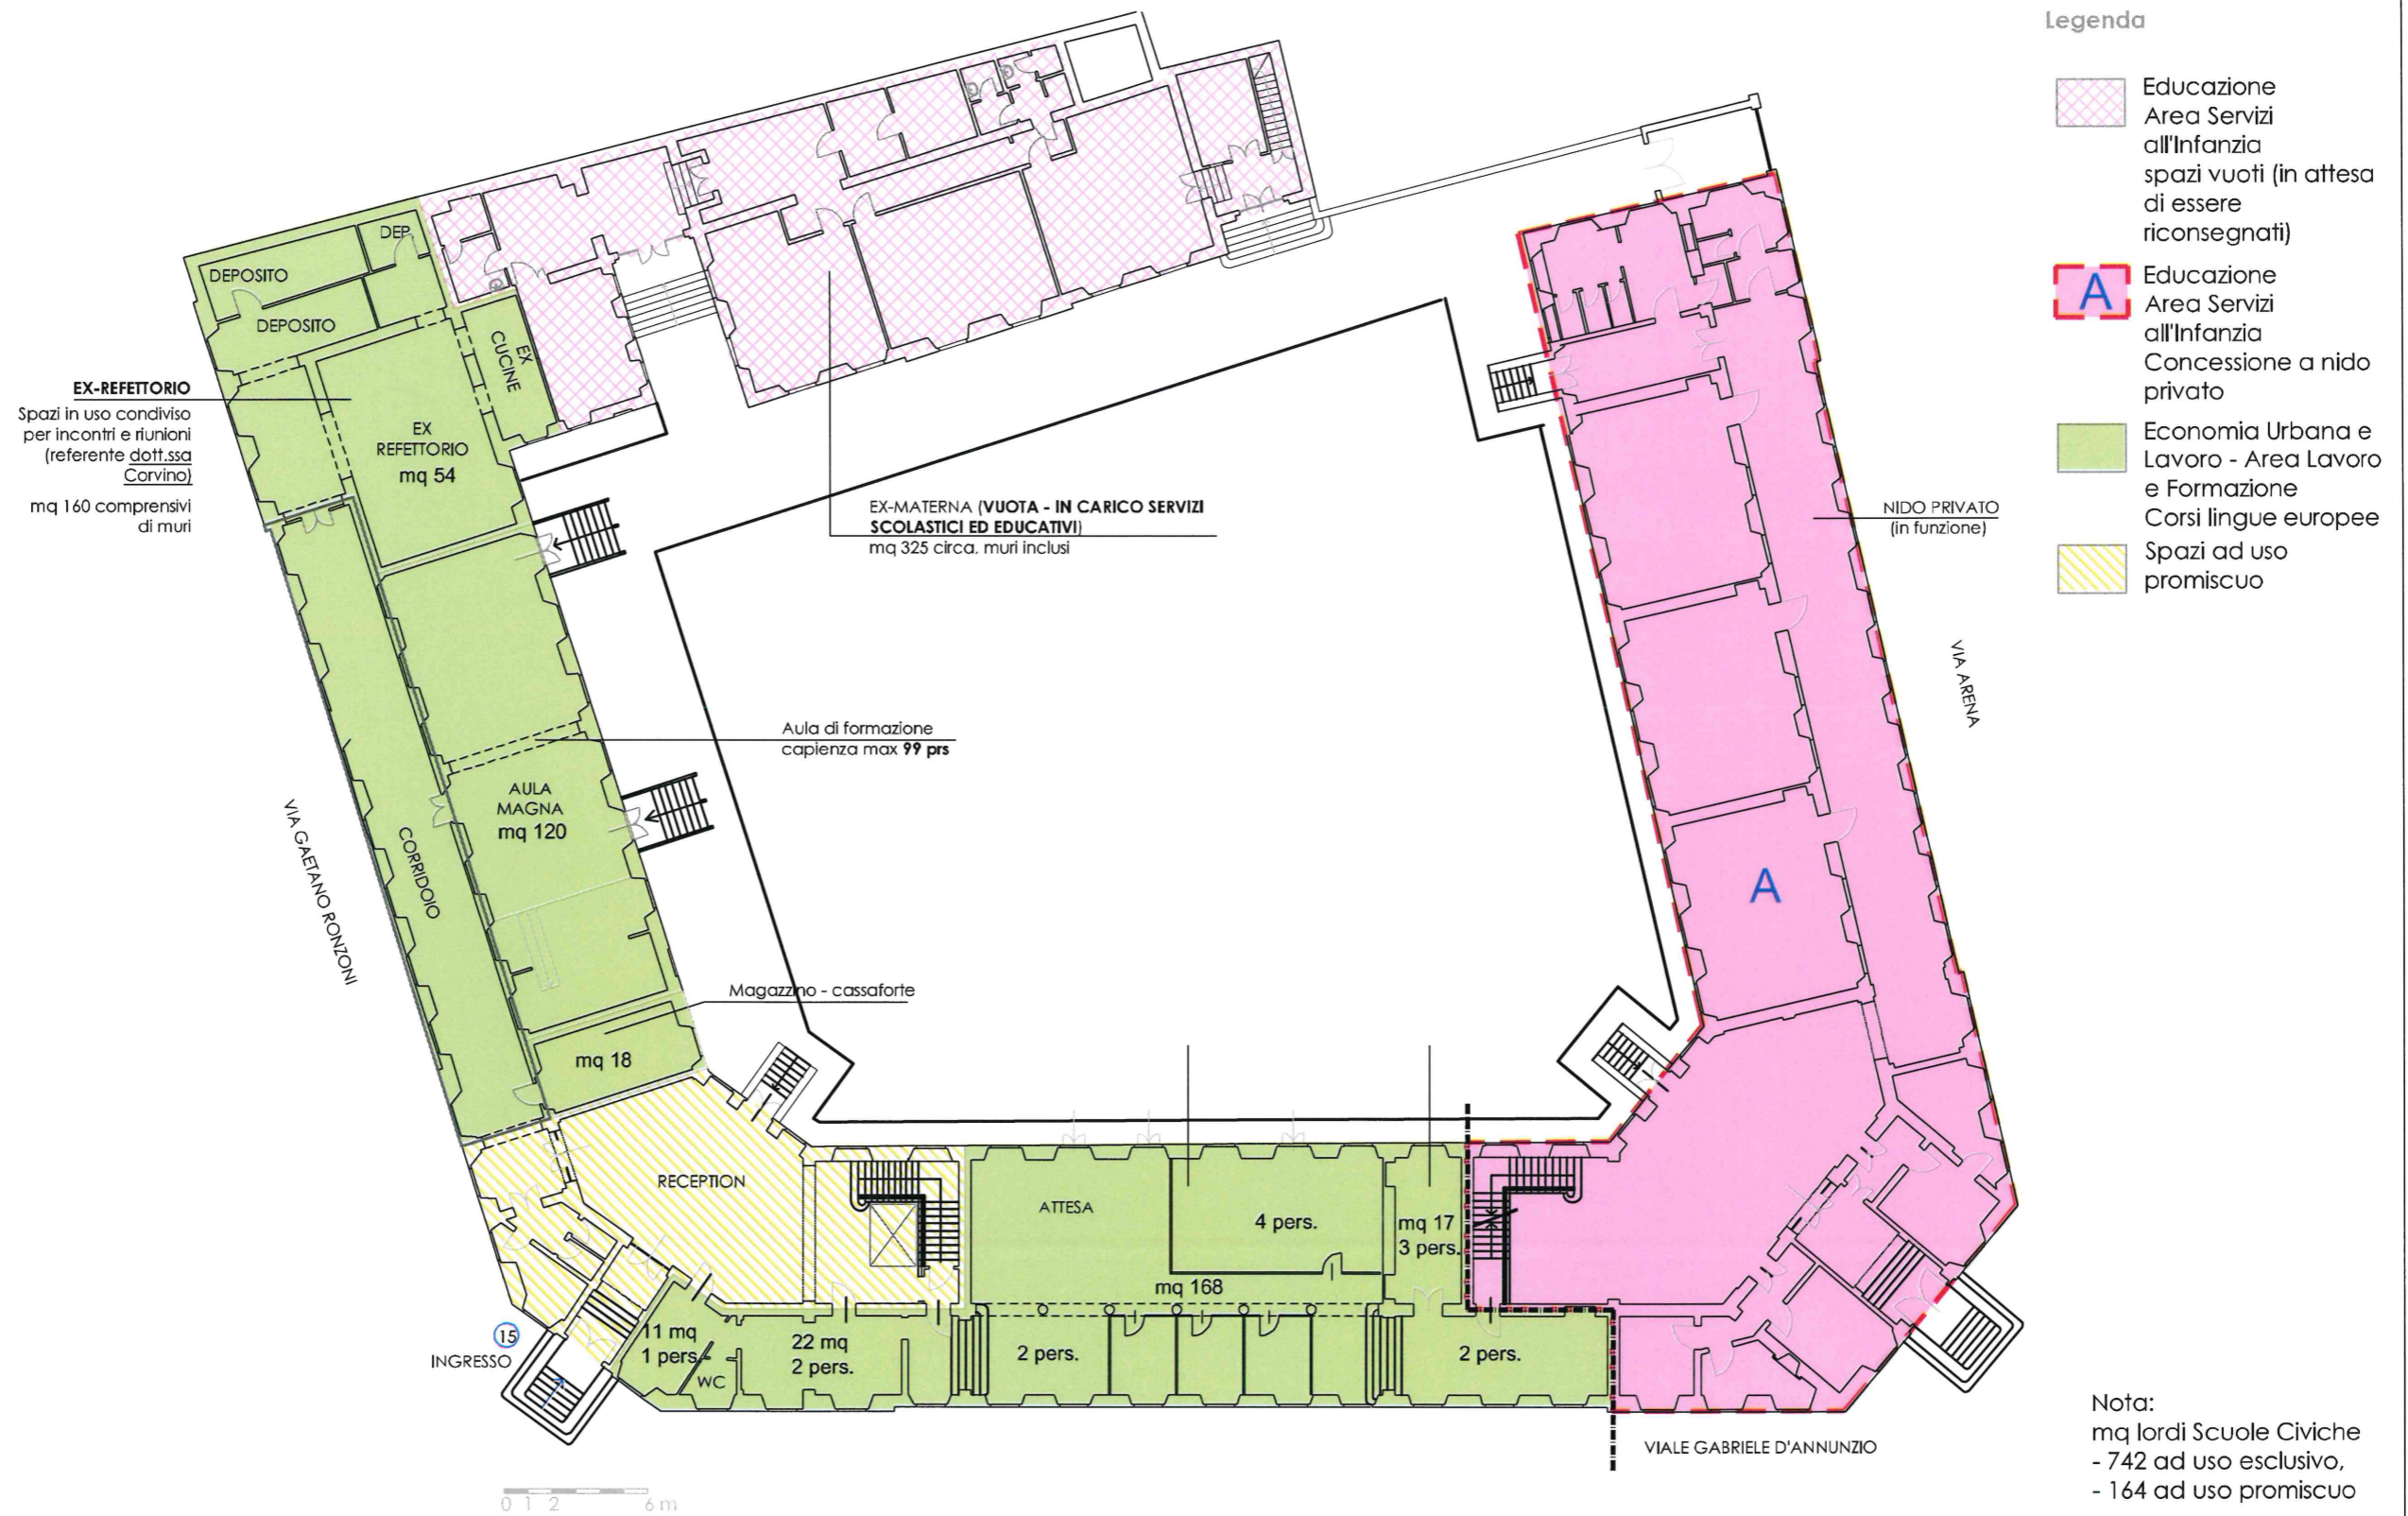 Legenda
Educazione
Area Servizi
all'Infanzia
spazi vuoti (in attesa
di essere
riconsegnati)
A
Educazione
Area Servizi
all'Infanzia
Concessione a nido
privato
Economia Urbana e
Lavoro - Area Lavoro
e Formazione
Corsi lingue europee
Spazi ad uso
promiscuo
DEP.
DEPOSITO
DEPOSITO
EX
CUCINE
EX-REFETTORIO
Spazi in uso condiviso
per incontri e riunioni
(referente dott.ssa
Corvino)
mq 160 comprensivi
di muri
EX
REFETTORIO
mq 54
EX-MATERNA (VUOTA - IN CARICO SERVIZI
SCOLASTICI ED EDUCATIVI)
mq 325 circa. muri inclusi
NIDO PRIVATO
(in funzione)
VIA ARENA
Aula di formazione
capienza max 99 prs
AULA
MAGNA
mq 120
VIA GAETANO RONZONI
CORRIDOIO
A
Magazzino - cassaforte
mq 18
RECEPTION
ATTESA
4 pers.
mq 17
3 pers.
mq 168
15
INGRESSO
11 mq
1 pers.
WC
22 mq
2 pers.
2 pers.
2 pers.
VIALE GABRIELE D'ANNUNZIO
0 1 2 6 m
Nota:
mq lordi Scuole Civiche
- 742 ad uso esclusivo,
- 164 ad uso promiscuo